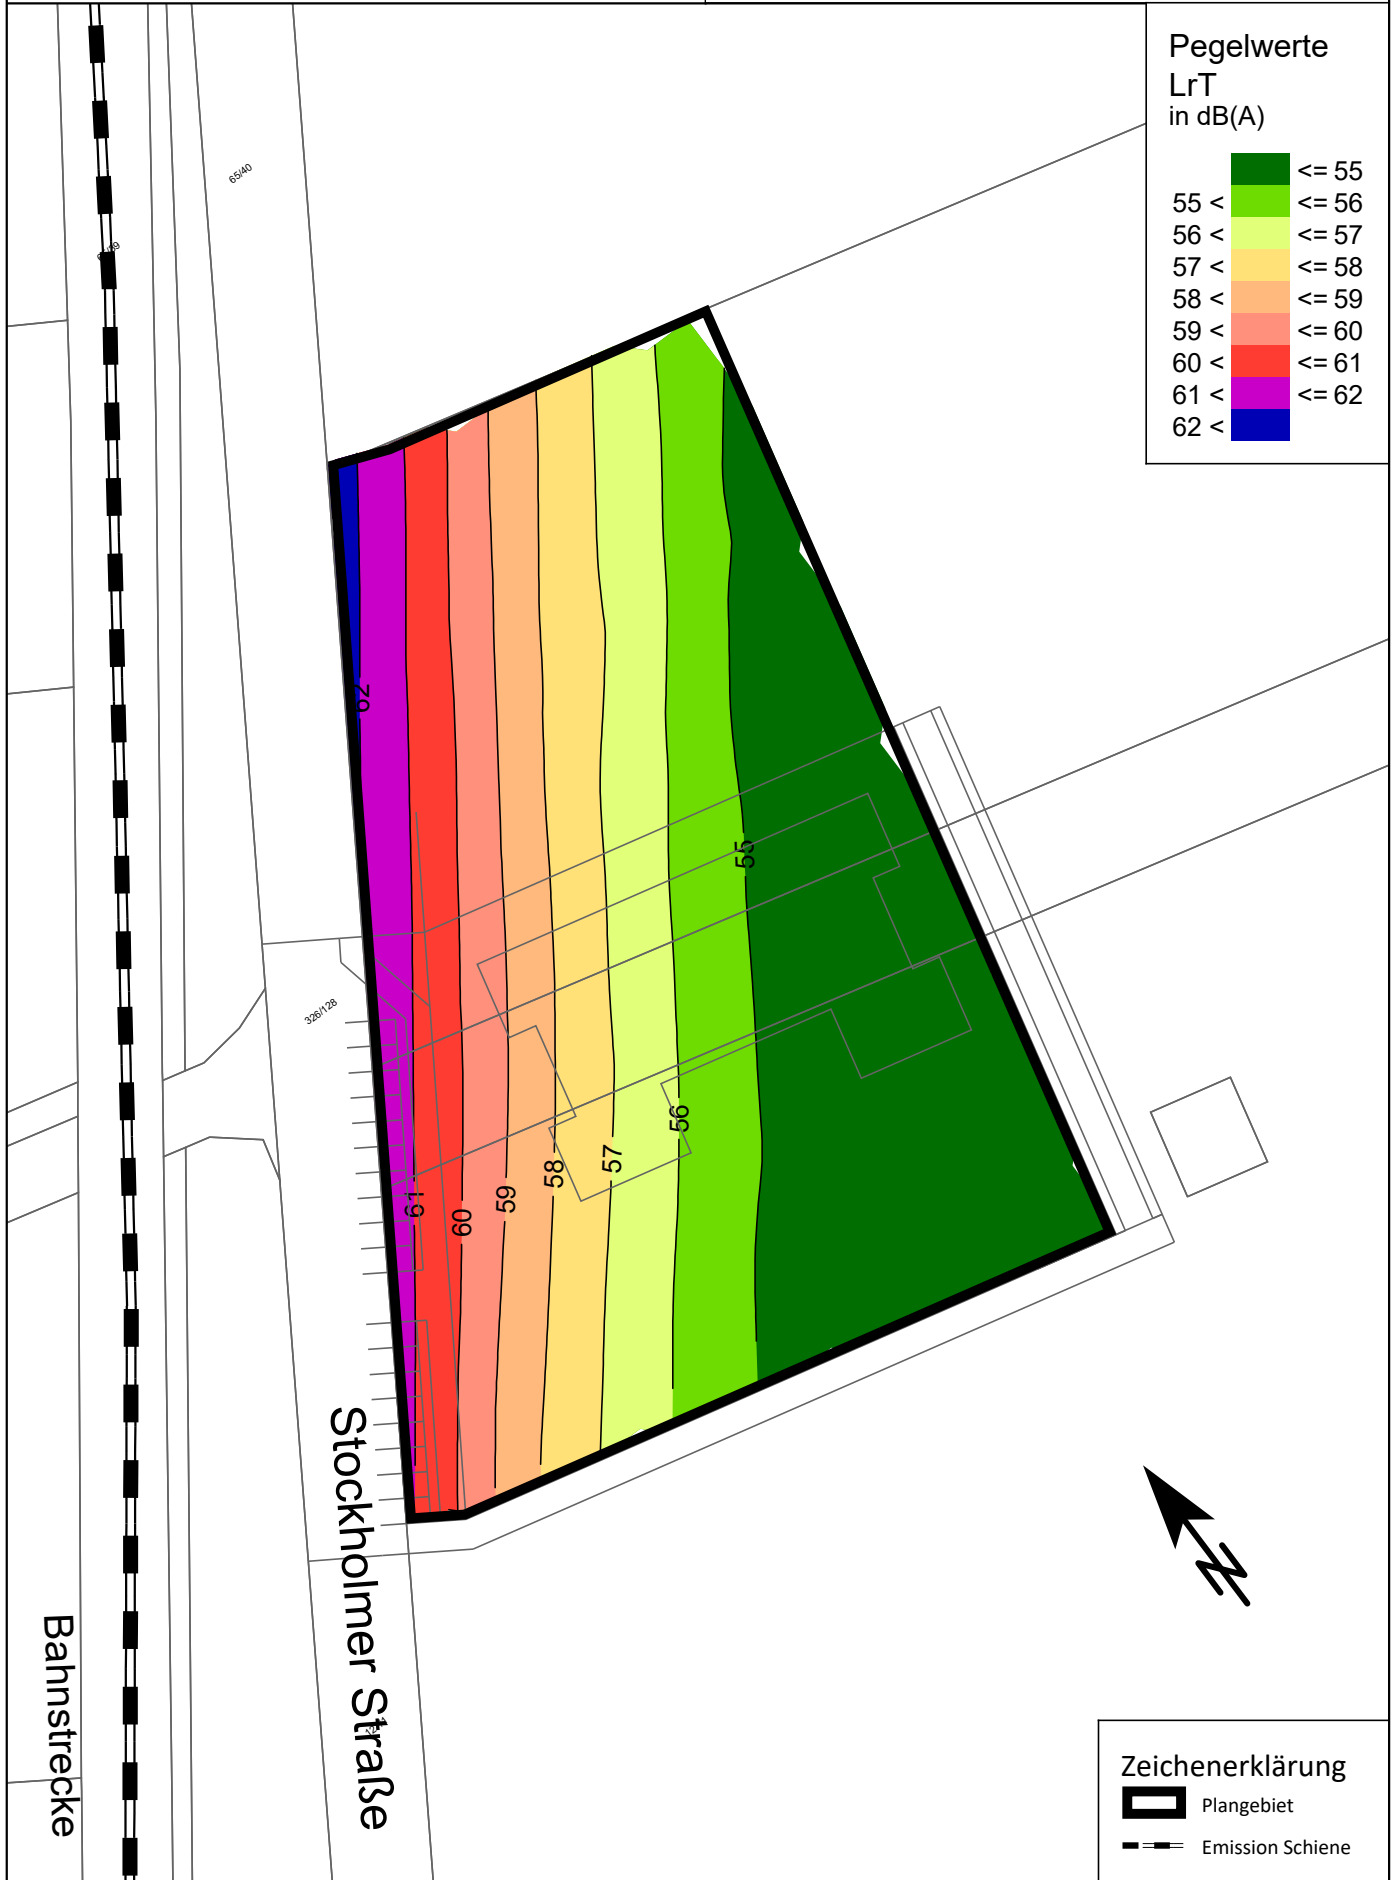 Pegelwerte
LrT
in dB(A)
<= 55
55 < <= 56
56 < <= 57
57 < <= 58
58 < <= 59
59 < <= 60
60 < <= 61
61 < <= 62
62 <
65/40
62
55
326/128
56
57
58
59
60
61
Stockholmer Straße
Bahnstrecke
Zeichenerklärung
Plangebiet
Emission Schiene